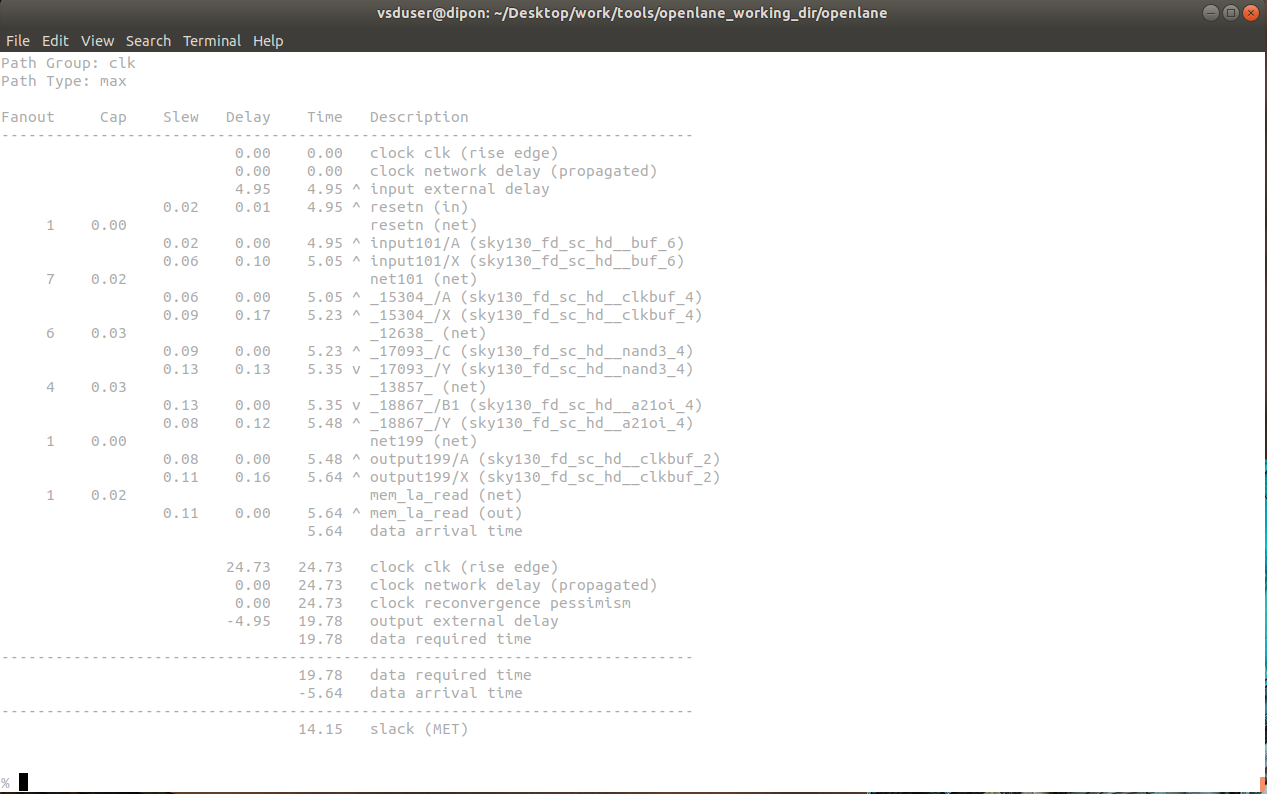 vsduser@dipon: ~/Desktop/work/tools/openlane_working_dir/openlane
File Edit View Search Terminal Help
Path Group: clk
Path Type: max
Fanout     Cap    Slew   Delay    Time   Description
-----------------------------------------------------------------------------
                          0.00    0.00   clock clk (rise edge)
                          0.00    0.00   clock network delay (propagated)
                          4.95    4.95 ^ input external delay
                  0.02    0.01    4.95 ^ resetn (in)
     1    0.00                           resetn (net)
                  0.02    0.00    4.95 ^ input101/A (sky130_fd_sc_hd__buf_6)
                  0.06    0.10    5.05 ^ input101/X (sky130_fd_sc_hd__buf_6)
     7    0.02                           net101 (net)
                  0.06    0.00    5.05 ^ _15304_/A (sky130_fd_sc_hd__clkbuf_4)
                  0.09    0.17    5.23 ^ _15304_/X (sky130_fd_sc_hd__clkbuf_4)
     6    0.03                           _12638_ (net)
                  0.09    0.00    5.23 ^ _17093_/C (sky130_fd_sc_hd__nand3_4)
                  0.13    0.13    5.35 v _17093_/Y (sky130_fd_sc_hd__nand3_4)
     4    0.03                           _13857_ (net)
                  0.13    0.00    5.35 v _18867_/B1 (sky130_fd_sc_hd__a21oi_4)
                  0.08    0.12    5.48 ^ _18867_/Y (sky130_fd_sc_hd__a21oi_4)
     1    0.00                           net199 (net)
                  0.08    0.00    5.48 ^ output199/A (sky130_fd_sc_hd__clkbuf_2)
                  0.11    0.16    5.64 ^ output199/X (sky130_fd_sc_hd__clkbuf_2)
     1    0.02                           mem_la_read (net)
                  0.11    0.00    5.64 ^ mem_la_read (out)
                                  5.64   data arrival time
                         24.73   24.73   clock clk (rise edge)
                          0.00   24.73   clock network delay (propagated)
                          0.00   24.73   clock reconvergence pessimism
                         -4.95   19.78   output external delay
                                 19.78   data required time
-----------------------------------------------------------------------------
                                 19.78   data required time
                                 -5.64   data arrival time
-----------------------------------------------------------------------------
                                 14.15   slack (MET)
%